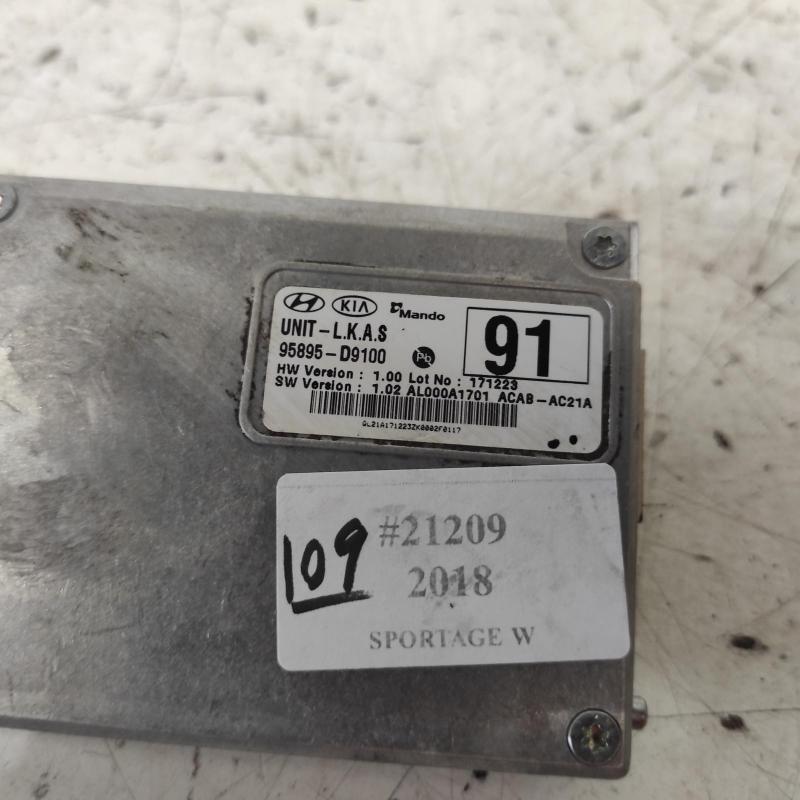 KIA Mando
UNIT-L.K.A.S
95895-D9100 Pb
91
HW Version : 1.00 Lot No : 171223
SW Version : 1.02 AL000A1701 ACAB-AC21A
QL21A171223ZK0002F0117
109
#21209
2018
SPORTAGE W